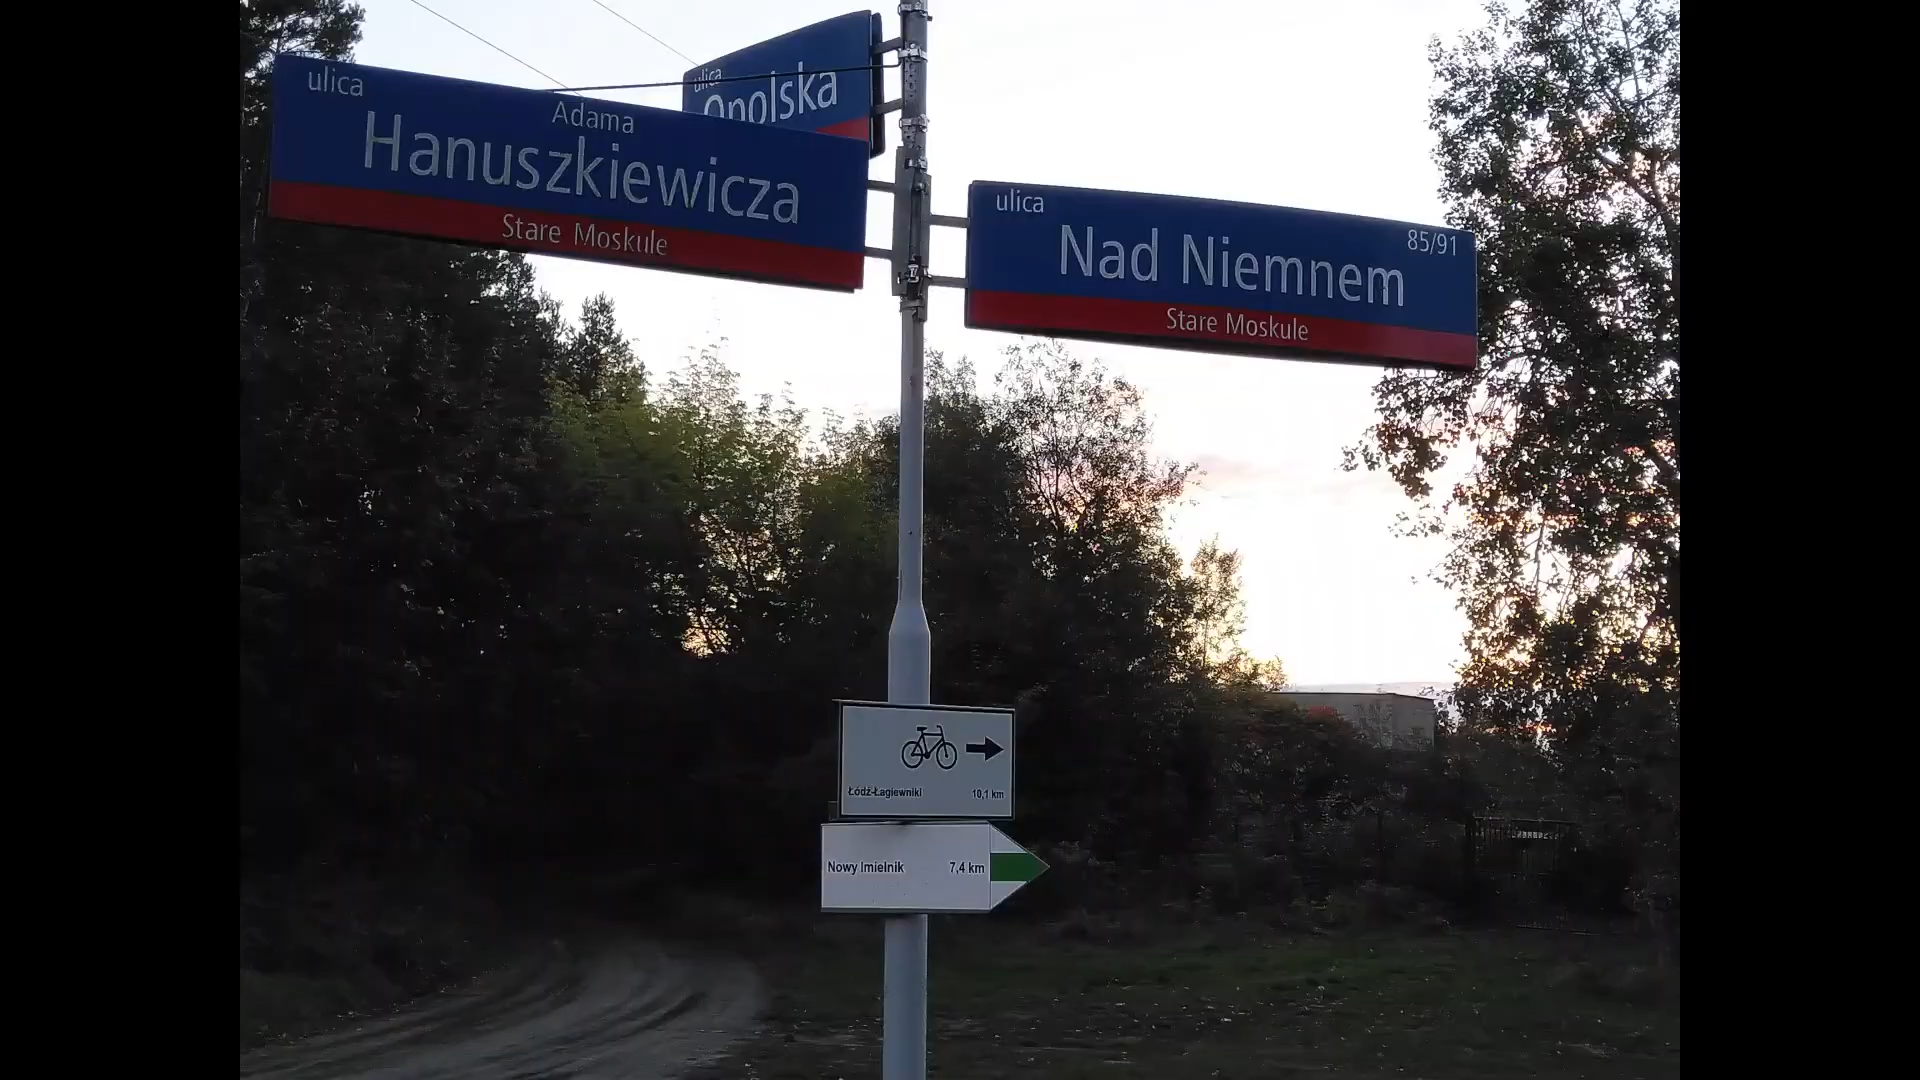 ulica
Opolska
ulica
Adama
Hanuszkiewicza
Stare Moskule
ulica
85/91
Nad Niemnem
Stare Moskule
Łódź-Łagiewniki 10,1 km
Nowy Imielnik 7,4 km